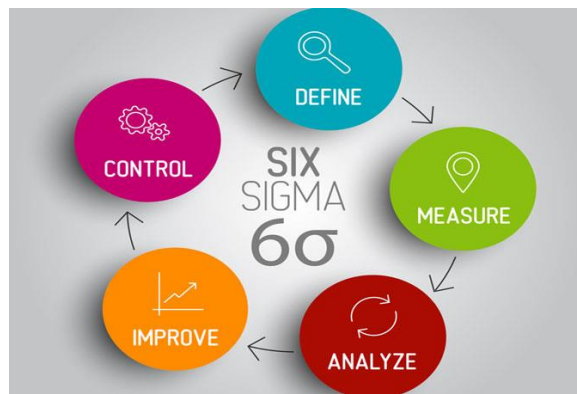 DEFINE
CONTROL
SIX
SIGMA
6σ
MEASURE
IMPROVE
ANALYZE